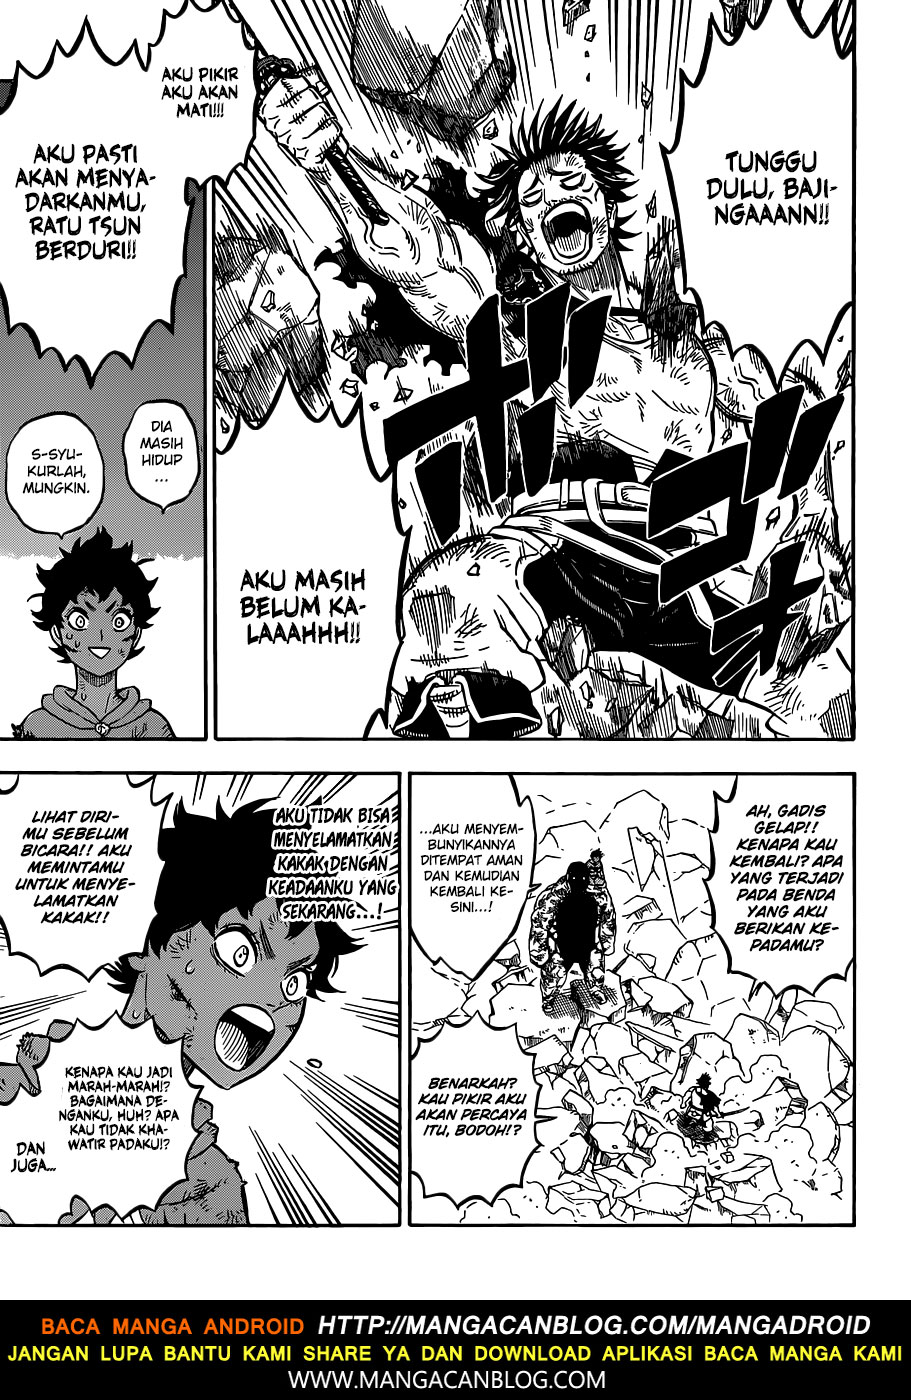 TUNGGU
DULU, BAJI-
NGAAANN!!
AKU PIKIR
AKU AKAN
MATI!!!
AKU PASTI
AKAN MENYA-
DARKANMU,
RATU TSUN
BERDURI!!
AKU MASIH
BELUM KA-
LAAAHHH!!
DIA
MASIH
HIDUP
...
S-SYU-
KURLAH,
MUNGKIN.
AH, GADIS
GELAP!!
KENAPA KAU
KEMBALI? APA
YANG TERJADI
PADA BENDA
YANG AKU
BERIKAN KE-
PADAMU?
...AKU MENYEM-
BUNYIKANNYA
DITEMPAT AMAN
DAN KEMUDIAN
KEMBALI KE-
SINI...!
BENARKAH?
KAU PIKIR AKU
AKAN PERCAYA
ITU, BODOH!?
AKU TIDAK BISA
MENYELAMATKAN
KAKAK DENGAN
KEADAANKU YANG
SEKARANG...!
LIHAT DIRI-
MU SEBELUM
BICARA!! AKU
MEMINTAMU
UNTUK MENYE-
LAMATKAN
KAKAK!!
KENAPA KAU JADI
MARAH-MARAH!?
BAGAIMANA DE-
NGANKU, HUH? APA
KAU TIDAK KHA-
WATIR PADAKU!?
DAN
JUGA...
BACA MANGA ANDROID HTTP://MANGACANBLOG.COM/MANGADROID
JANGAN LUPA BANTU KAMI SHARE YA DAN DOWNLOAD APLIKASI BACA MANGA KAMI
WWW.MANGACANBLOG.COM